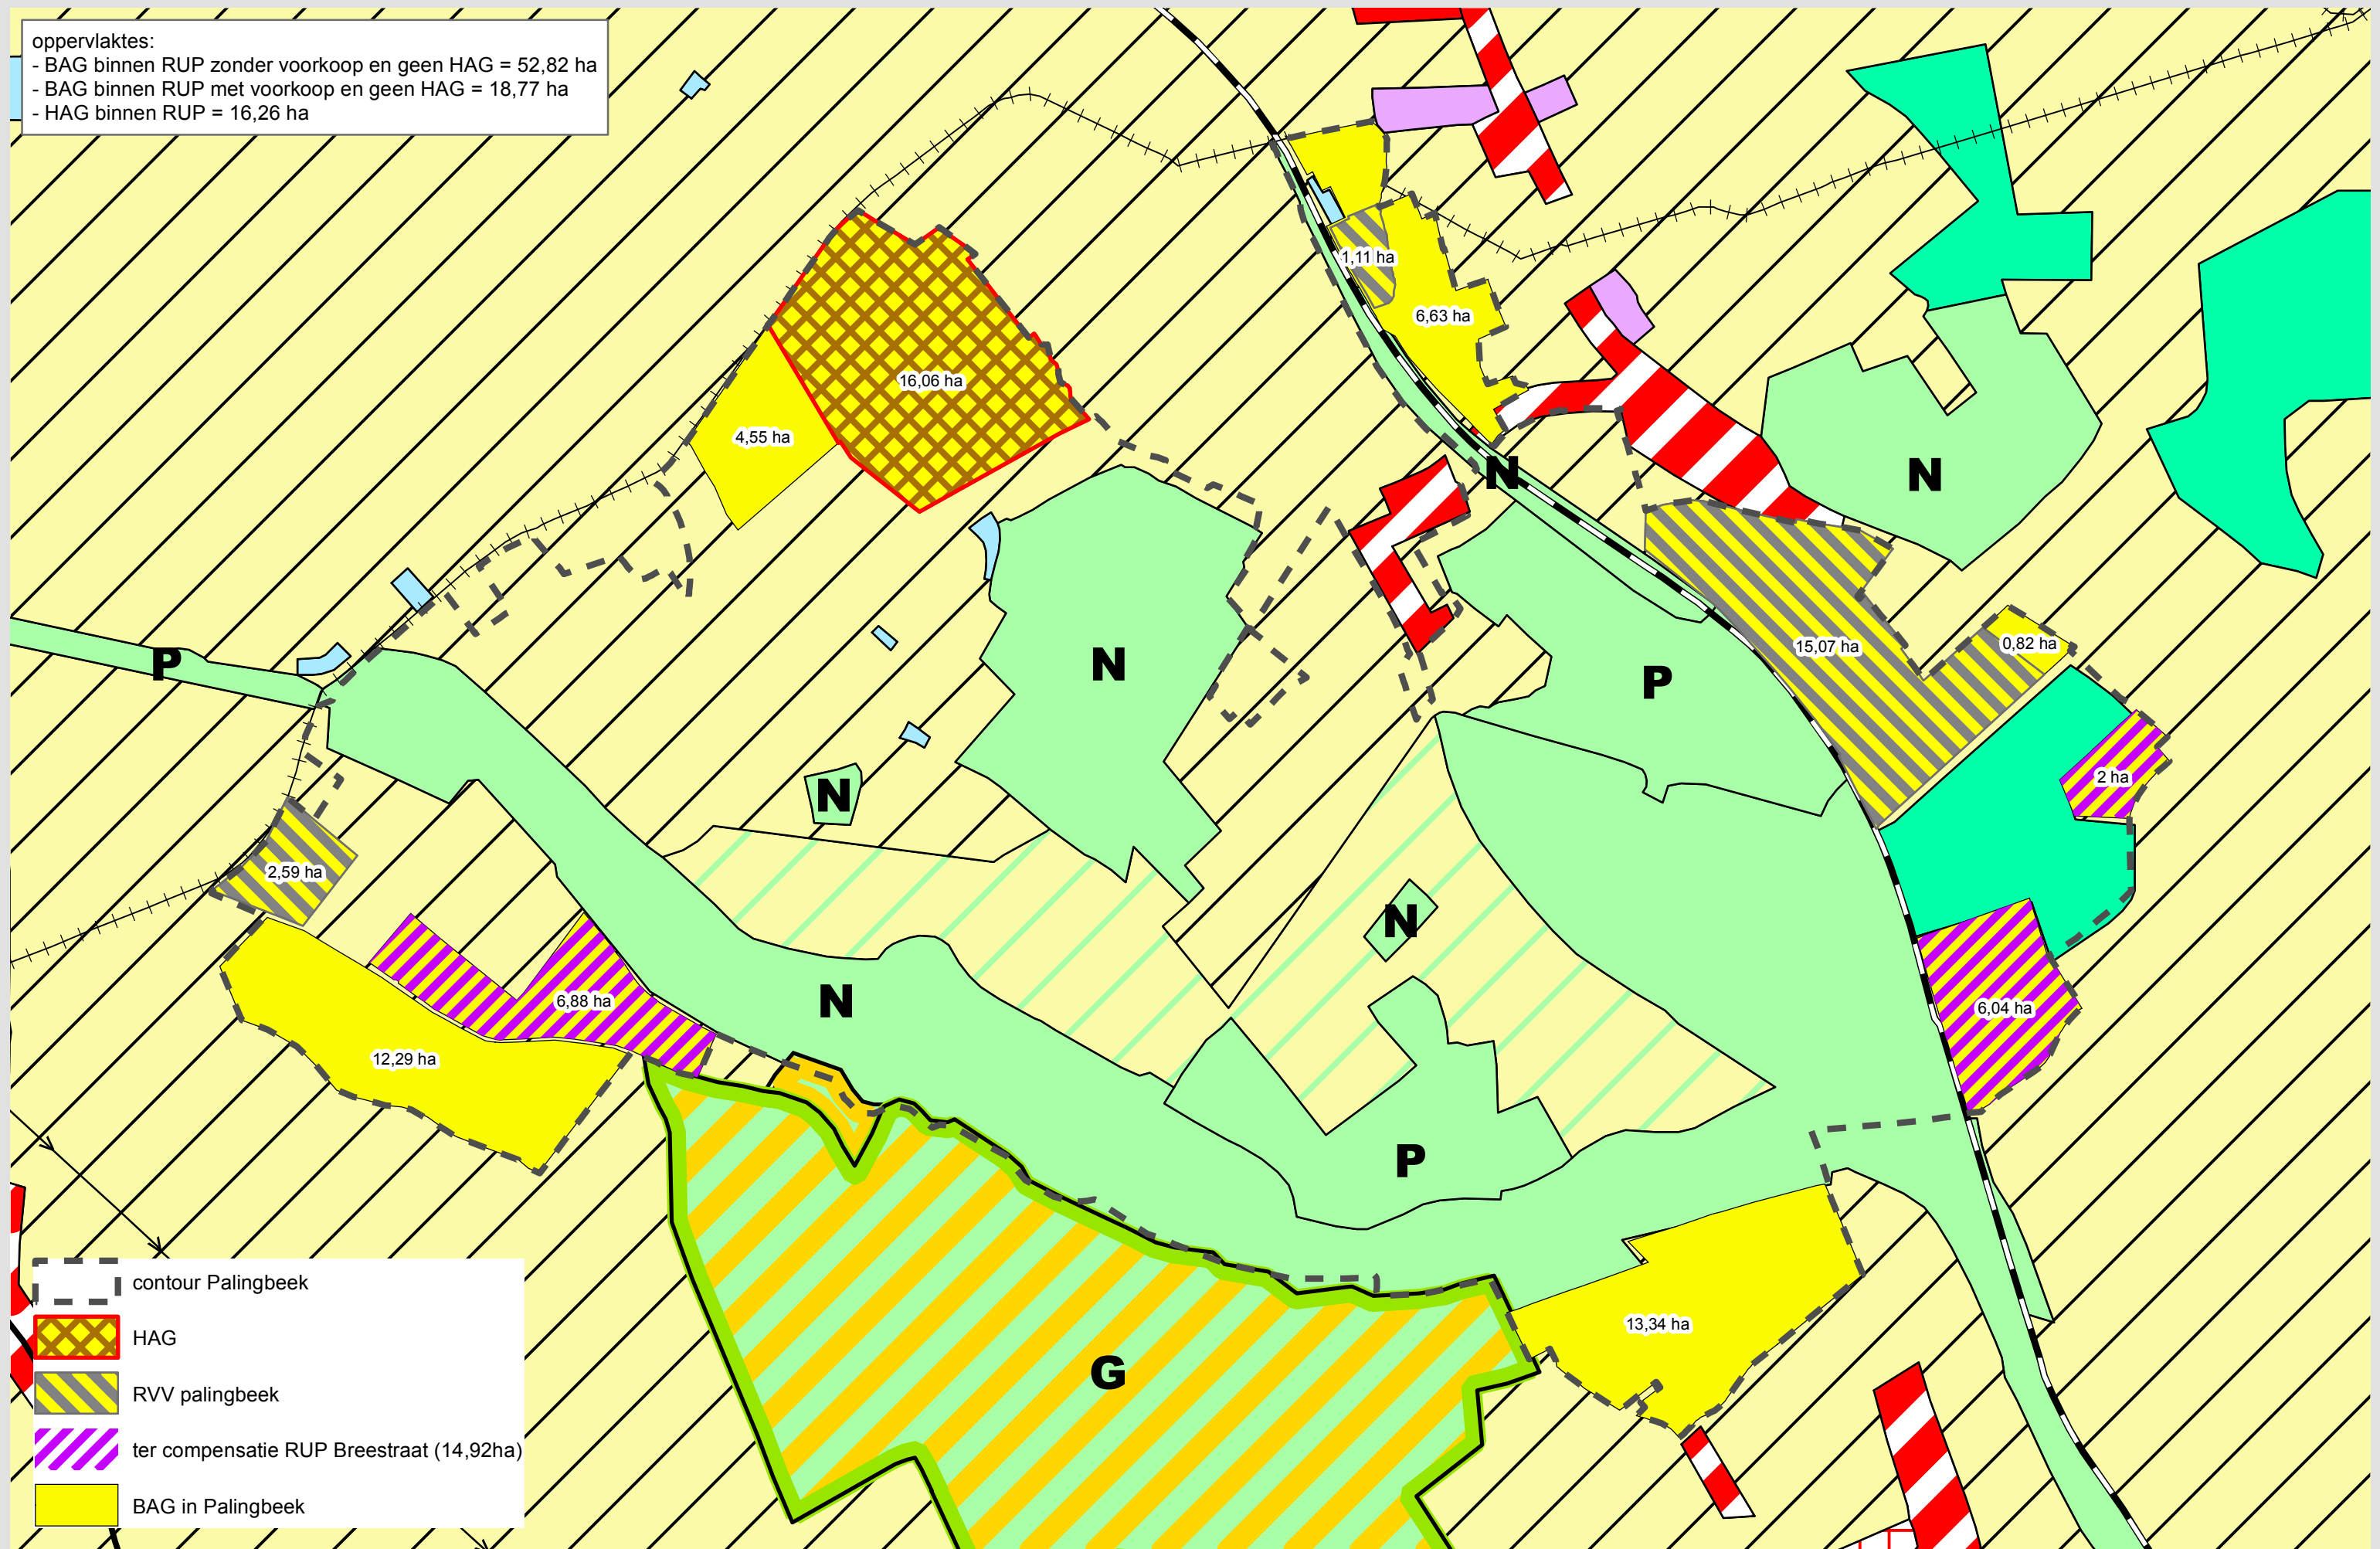 oppervlaktes:
- BAG binnen RUP zonder voorkoop en geen HAG = 52,82 ha
- BAG binnen RUP met voorkoop en geen HAG = 18,77 ha
- HAG binnen RUP = 16,26 ha
1,11 ha
6,63 ha
16,06 ha
4,55 ha
N
N
15,07 ha
0,82 ha
P
N
P
2 ha
N
2,59 ha
N
6,88 ha
N
6,04 ha
12,29 ha
P
13,34 ha
G
contour Palingbeek
HAG
RVV palingbeek
ter compensatie RUP Breestraat (14,92ha)
BAG in Palingbeek